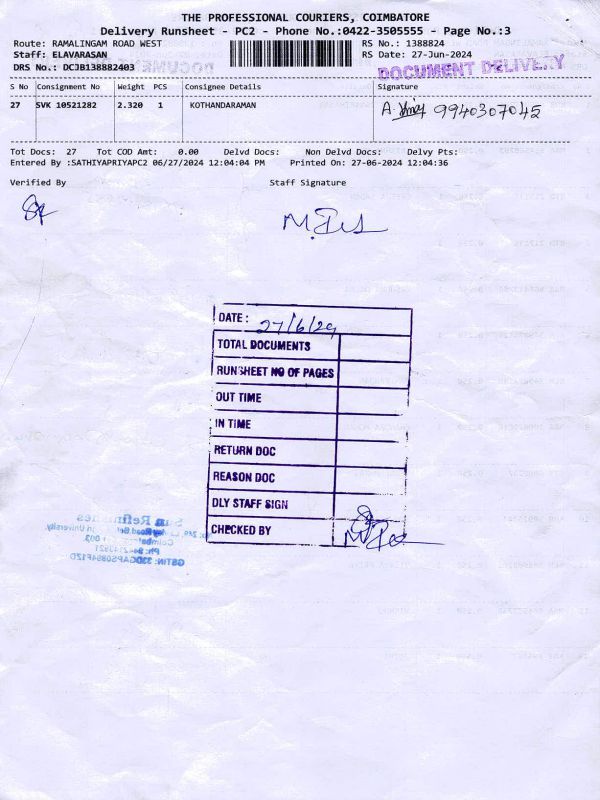 THE PROFESSIONAL COURIERS, COIMBATORE
Delivery Runsheet - PC2 - Phone No.:0422-3505555 - Page No.:3
Route: RAMALINGAM ROAD WEST RS No.: 1388824
Staff: ELAVARASAN RS Date: 27-Jun-2024
DRS No.: DCJB138882403
DOCUMENT DELIVERY
S No Consignment No Weight PCS Consignee Details Signature
27 SVK 10521282 2.320 1 KOTHANDARAMAN 9940307045
Tot Docs: 27 Tot COD Amt: 0.00 Delvd Docs: Non Delvd Docs: Delvy Pts:
Entered By :SATHIYAPRIYAPC2 06/27/2024 12:04:04 PM Printed On: 27-06-2024 12:04:36
Verified By Staff Signature
DATE : 27/6/24
TOTAL DOCUMENTS
RUNSHEET NO OF PAGES
OUT TIME
IN TIME
RETURN DOC
REASON DOC
DLY STAFF SIGN
CHECKED BY